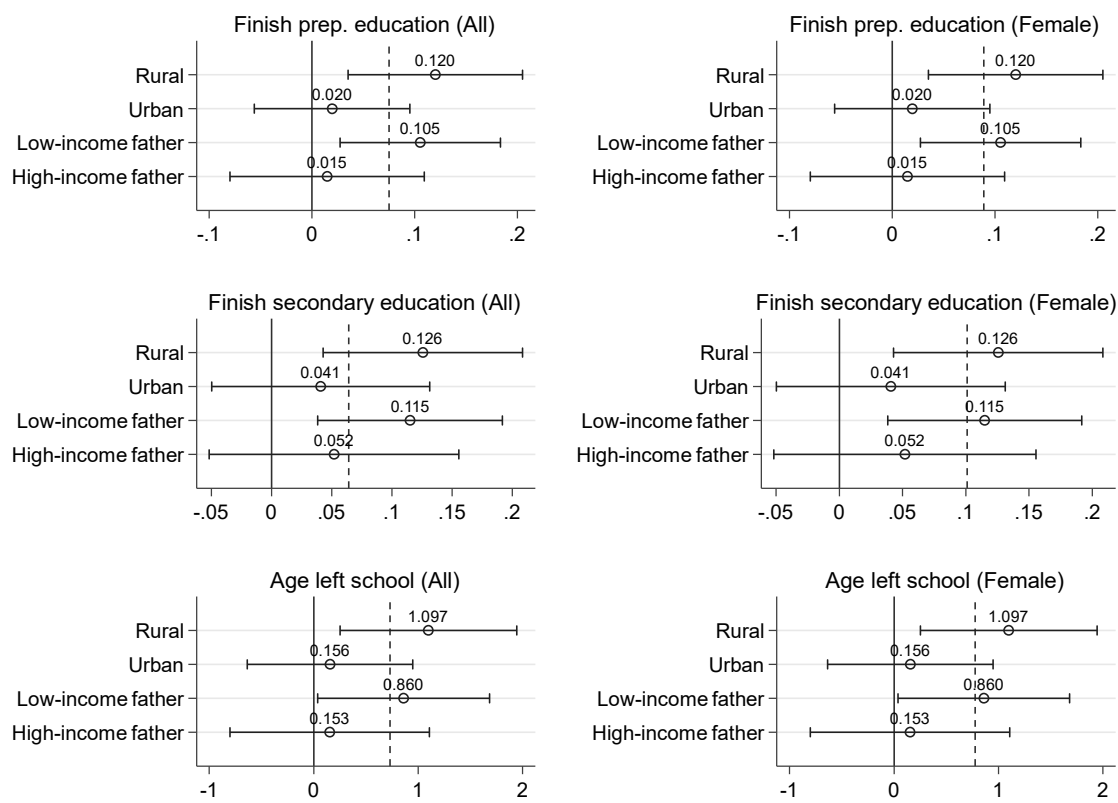 Finish prep. education (All)
Rural
0.120
Urban
0.020
Low-income father
0.105
High-income father
0.015
-.1 0 .1 .2
Finish prep. education (Female)
Rural
0.120
Urban
0.020
Low-income father
0.105
High-income father
0.015
-.1 0 .1 .2
Finish secondary education (All)
Rural
0.126
Urban
0.041
Low-income father
0.115
High-income father
0.052
-.05 0 .05 .1 .15 .2
Finish secondary education (Female)
Rural
0.126
Urban
0.041
Low-income father
0.115
High-income father
0.052
-.05 0 .05 .1 .15 .2
Age left school (All)
Rural
1.097
Urban
0.156
Low-income father
0.860
High-income father
0.153
-1 0 1 2
Age left school (Female)
Rural
1.097
Urban
0.156
Low-income father
0.860
High-income father
0.153
-1 0 1 2